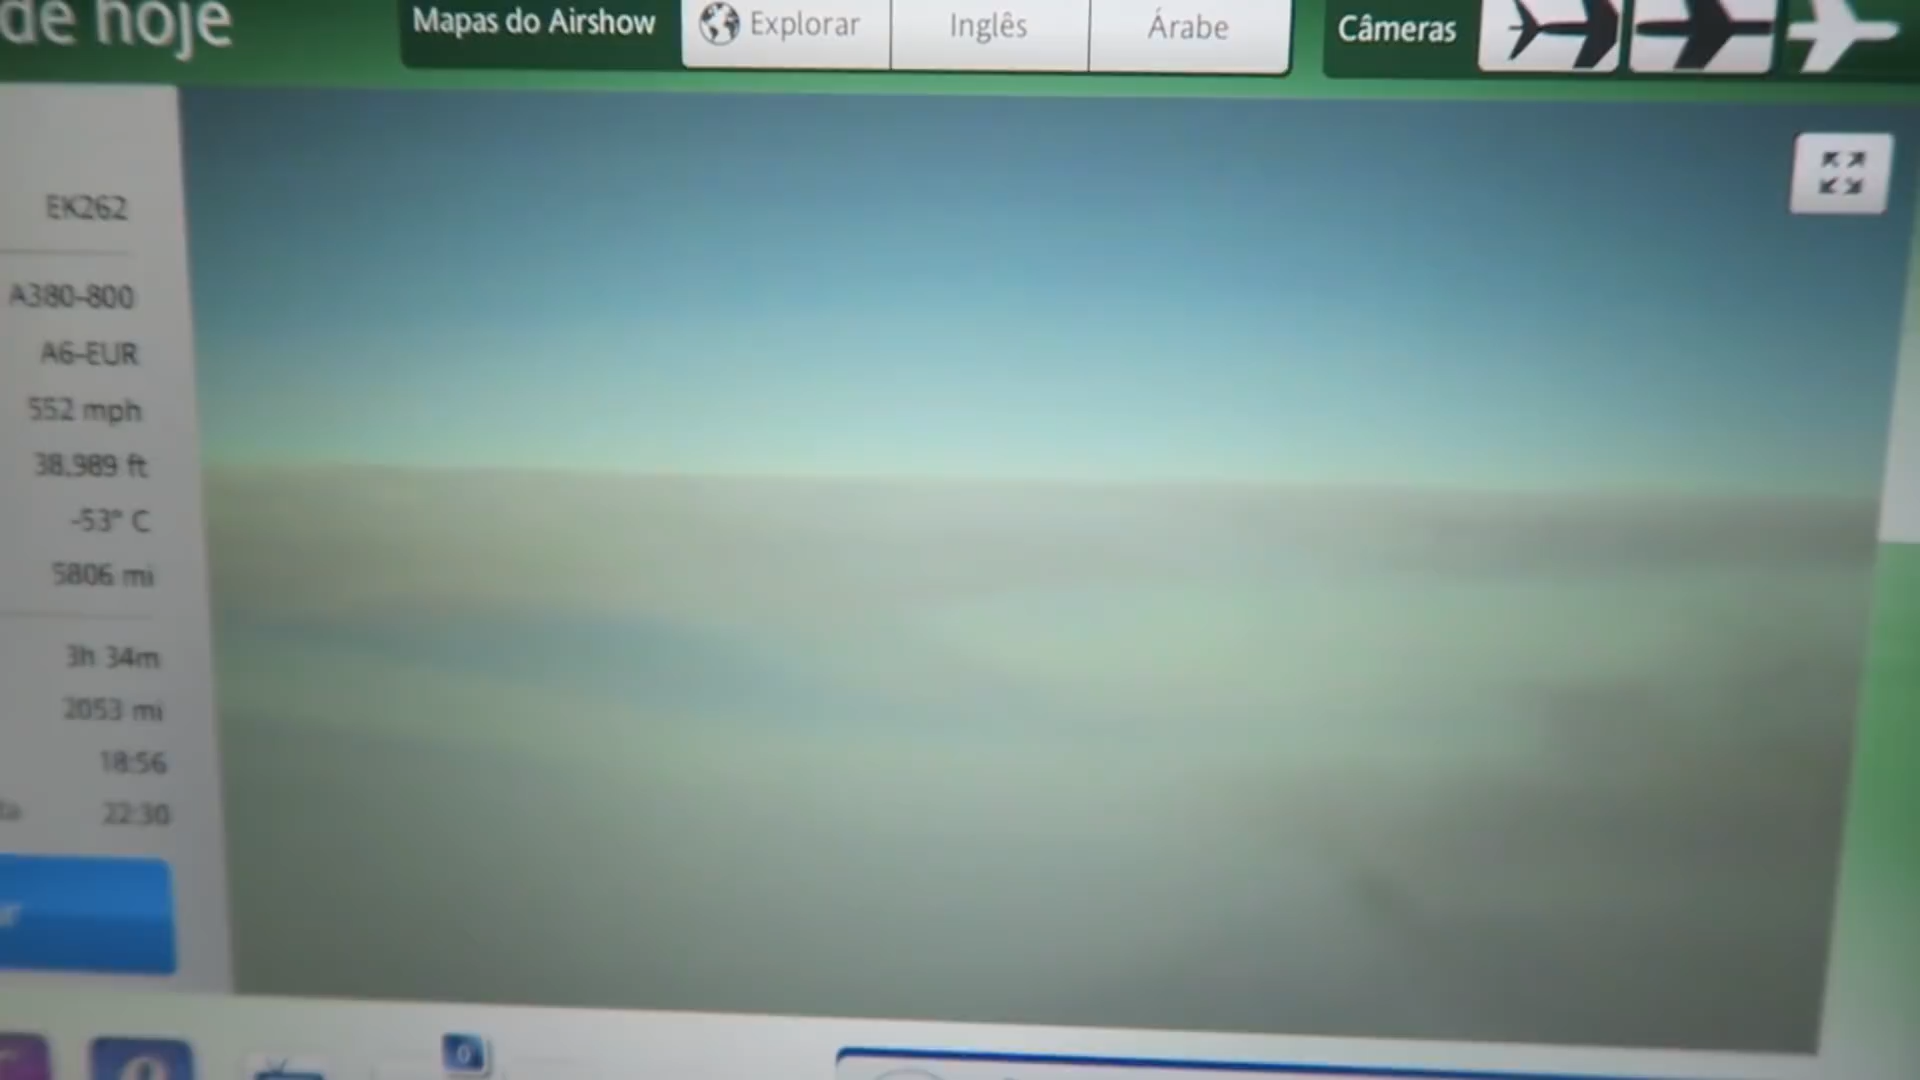 de hoje
Mapas do Airshow
Explorar
Inglês
Árabe
Câmeras
EK262
A380-800
A6-EUR
552 mph
38,989 ft
-53° C
5806 mi
3h 34m
2053 mi
18:56
22:30
0